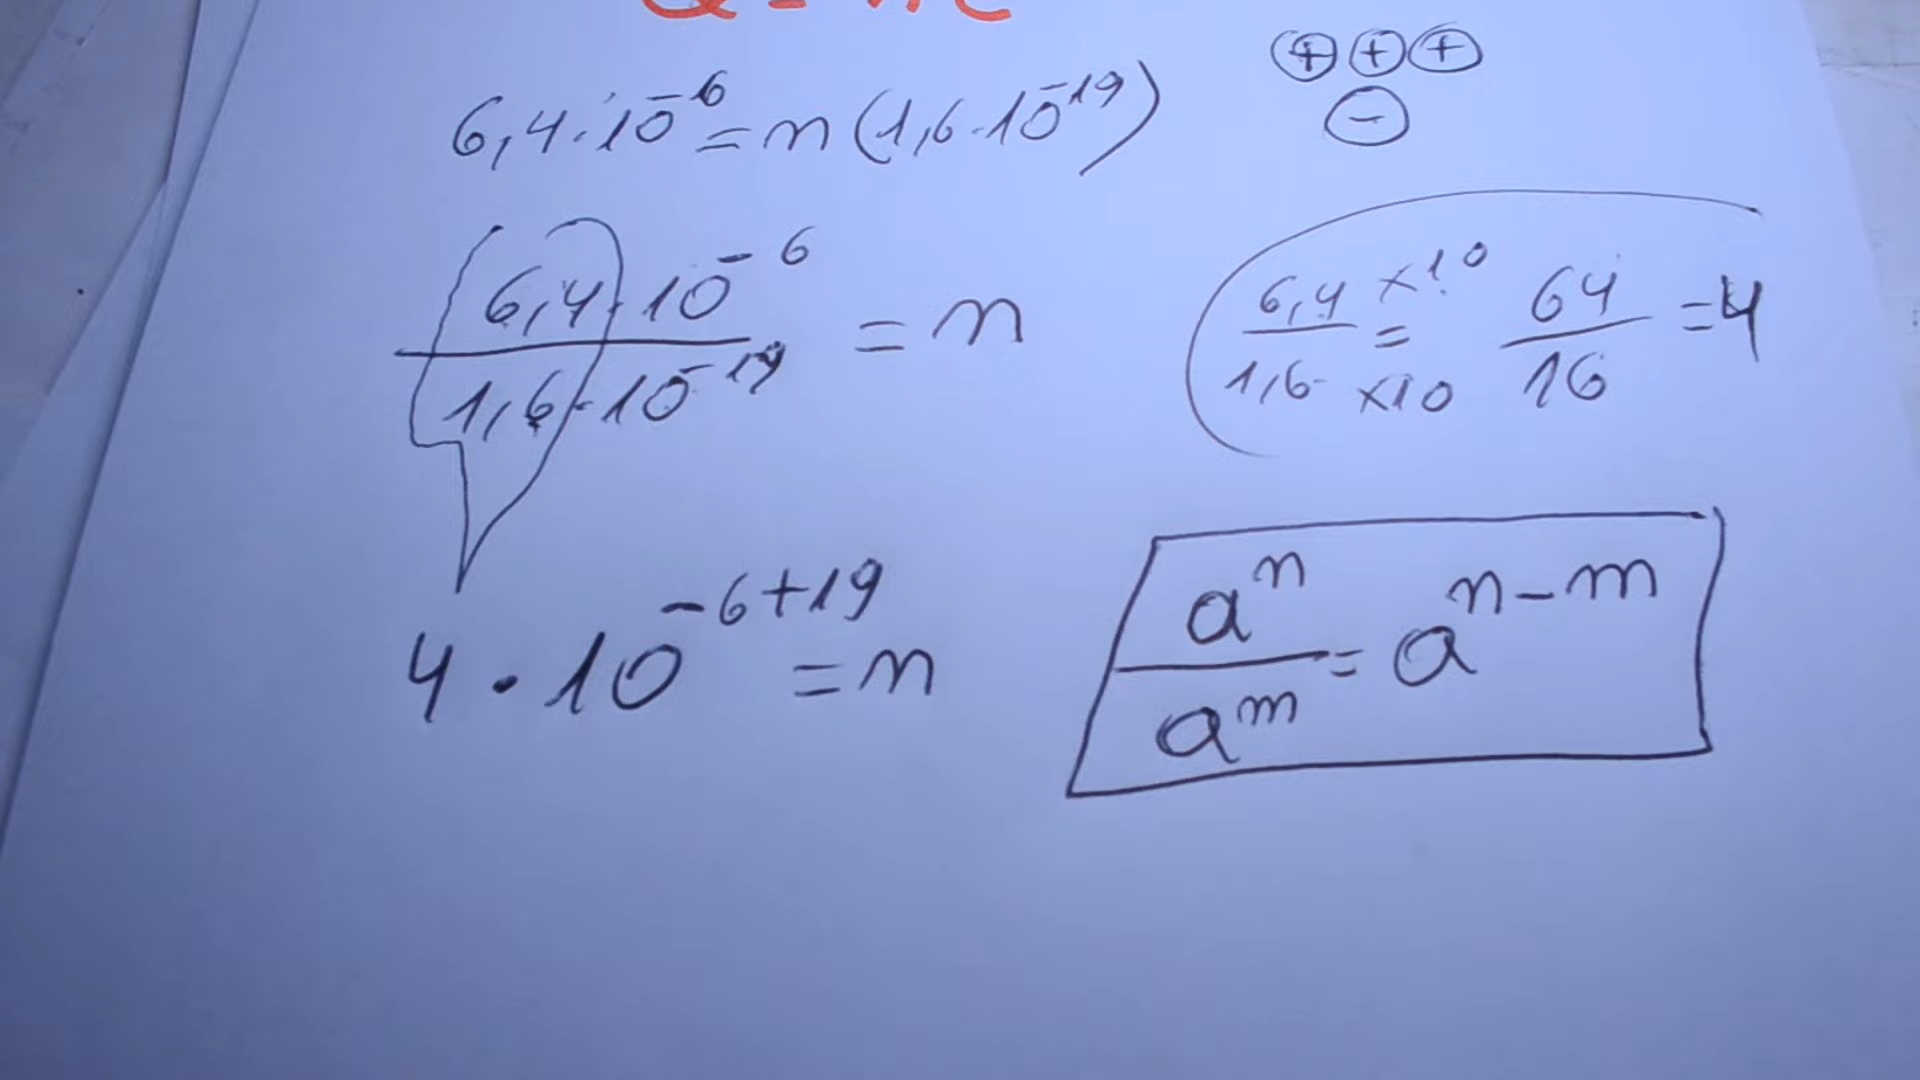 6,4·10⁻⁶ = n (1,6·10⁻¹⁹)
+ + +
-
6,4·10⁻⁶ / 1,6·10⁻¹⁹ = n
6,4 ×10 / 1,6 ×10 = 64 / 16 = 4
4·10⁻⁶⁺¹⁹ = n
aⁿ / aᵐ = aⁿ⁻ᵐ